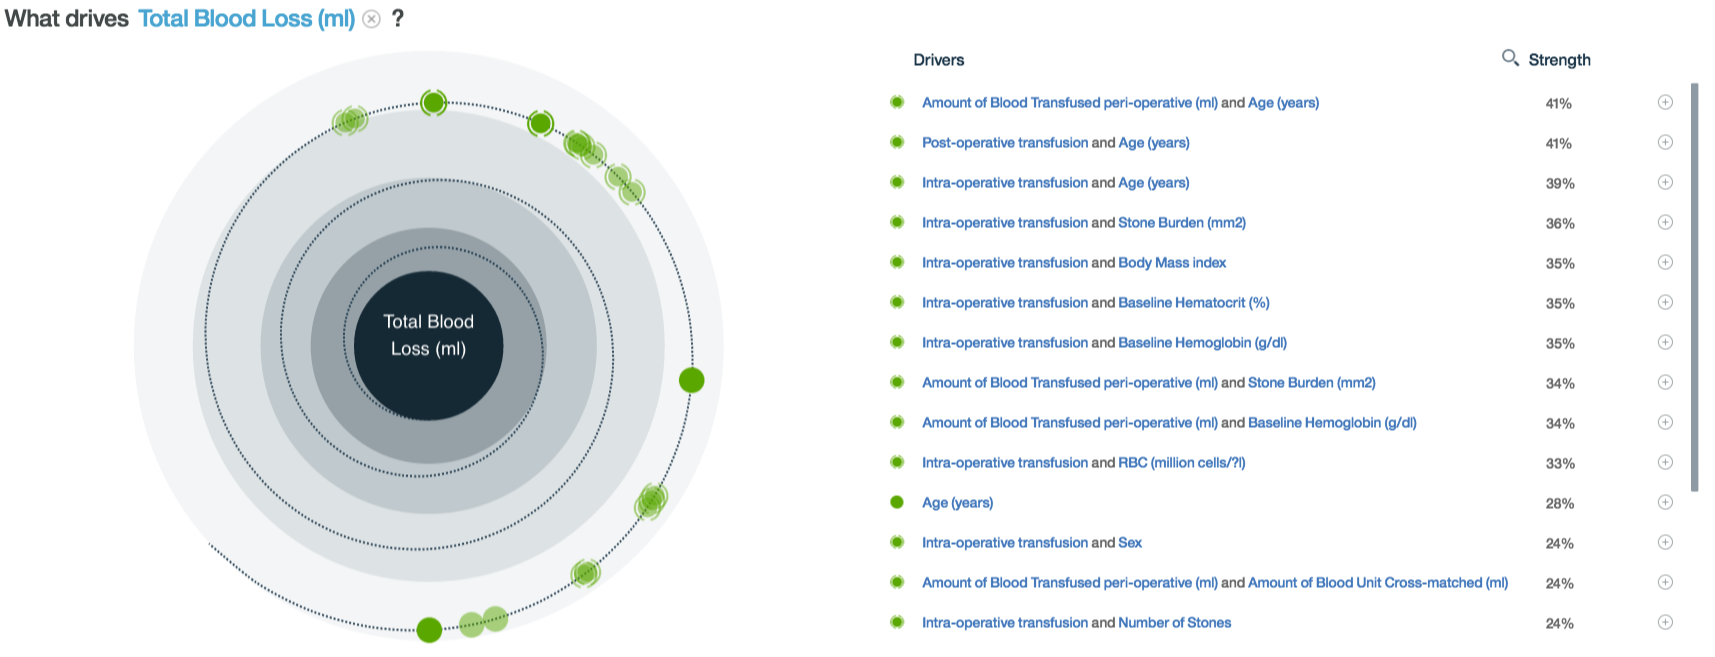 What drives Total Blood Loss (ml) ?
Total Blood
Loss (ml)
Drivers Strength
Amount of Blood Transfused peri-operative (ml) and Age (years) 41%
Post-operative transfusion and Age (years) 41%
Intra-operative transfusion and Age (years) 39%
Intra-operative transfusion and Stone Burden (mm2) 36%
Intra-operative transfusion and Body Mass index 35%
Intra-operative transfusion and Baseline Hematocrit (%) 35%
Intra-operative transfusion and Baseline Hemoglobin (g/dl) 35%
Amount of Blood Transfused peri-operative (ml) and Stone Burden (mm2) 34%
Amount of Blood Transfused peri-operative (ml) and Baseline Hemoglobin (g/dl) 34%
Intra-operative transfusion and RBC (million cells/?l) 33%
Age (years) 28%
Intra-operative transfusion and Sex 24%
Amount of Blood Transfused peri-operative (ml) and Amount of Blood Unit Cross-matched (ml) 24%
Intra-operative transfusion and Number of Stones 24%